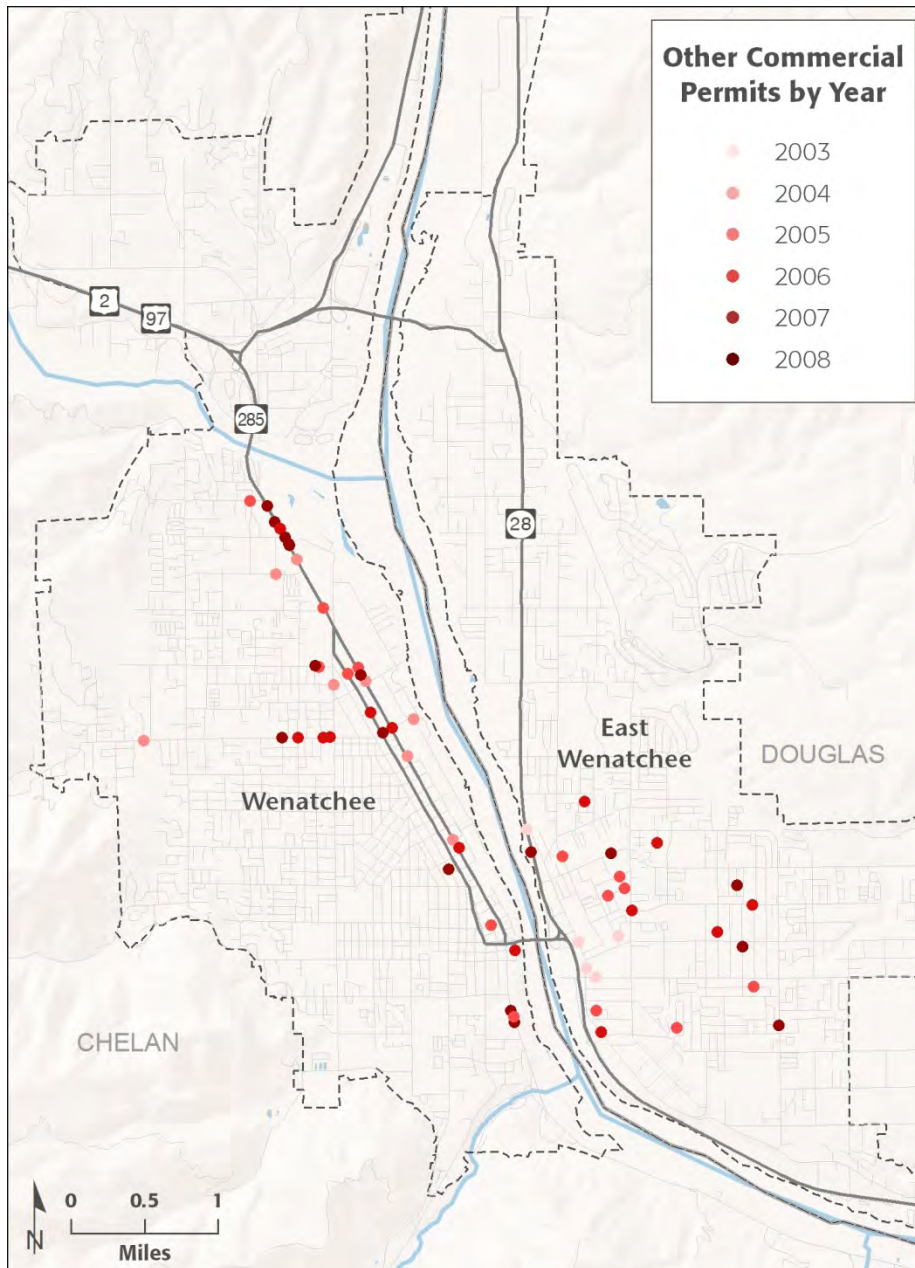 Other Commercial
Permits by Year
2003
2004
2005
2006
2007
2008
2
97
285
28
East
Wenatchee
DOUGLAS
Wenatchee
CHELAN
N
0 0.5 1
Miles